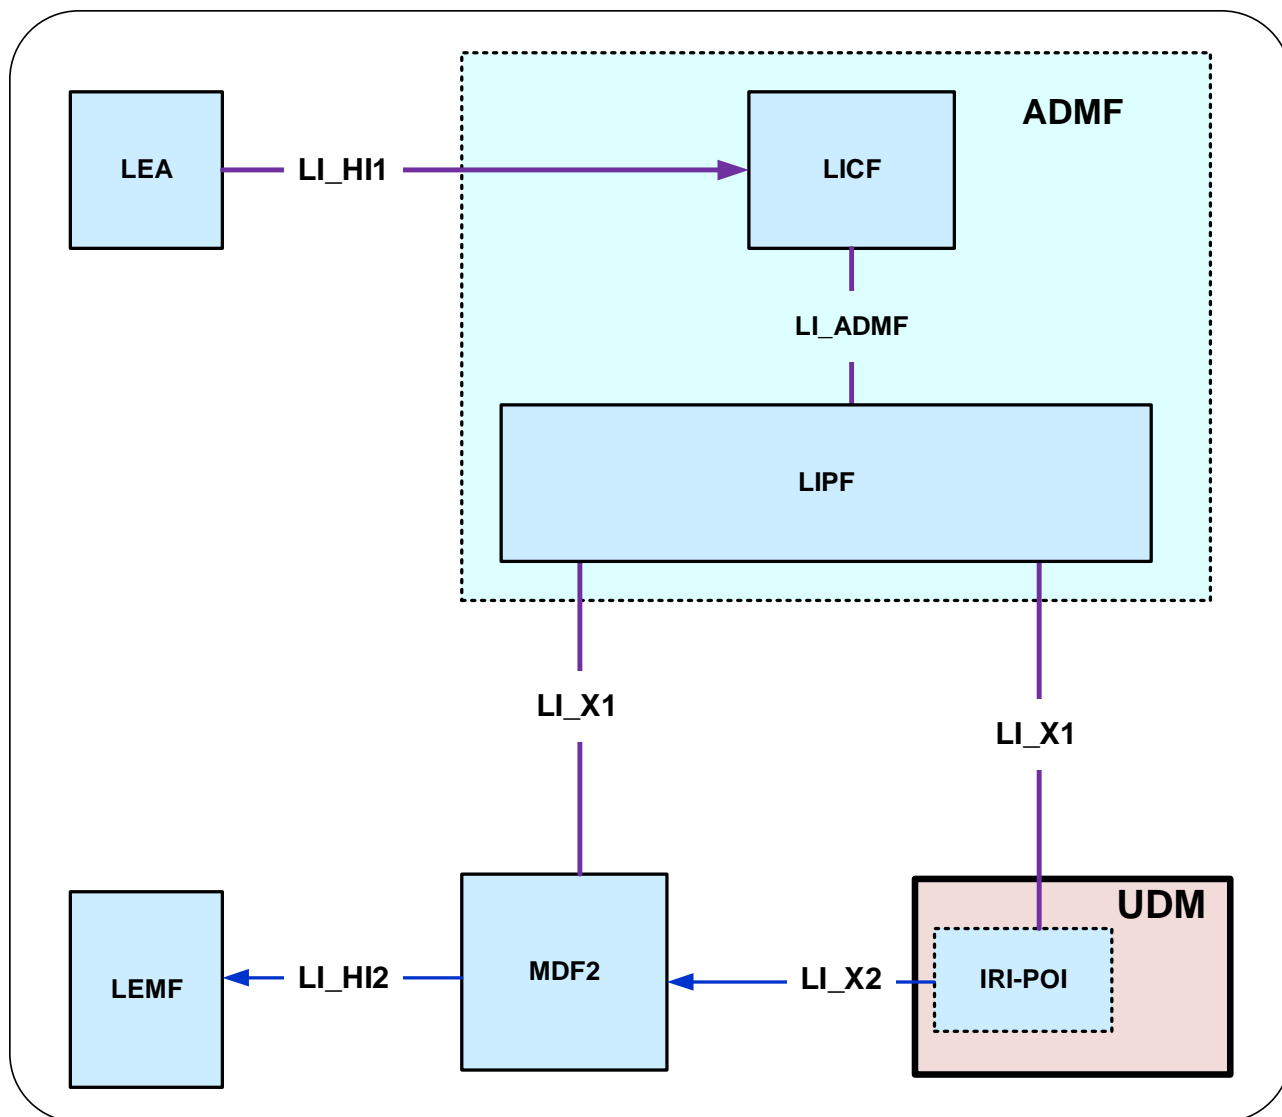 ADMF
LEA
LI_HI1
LICF
LI_ADMF
LIPF
LI_X1
LI_X1
UDM
LEMF
LI_HI2
MDF2
LI_X2
IRI-POI